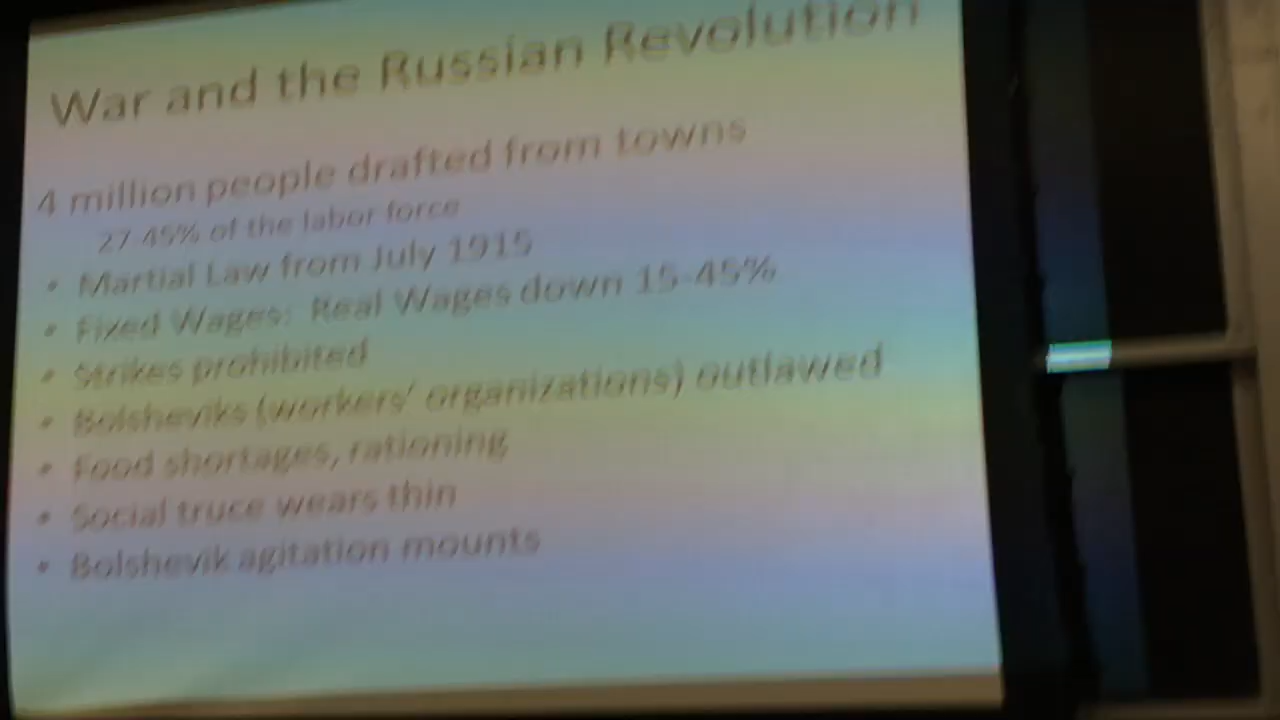 War and the Russian Revolution
4 million people drafted from towns
27-45% of the labor force
• Martial Law from July 1915
• Fixed Wages: Real Wages down 15-45%
• Strikes prohibited
• Bolsheviks (workers' organizations) outlawed
• Food shortages, rationing
• Social truce wears thin
• Bolshevik agitation mounts